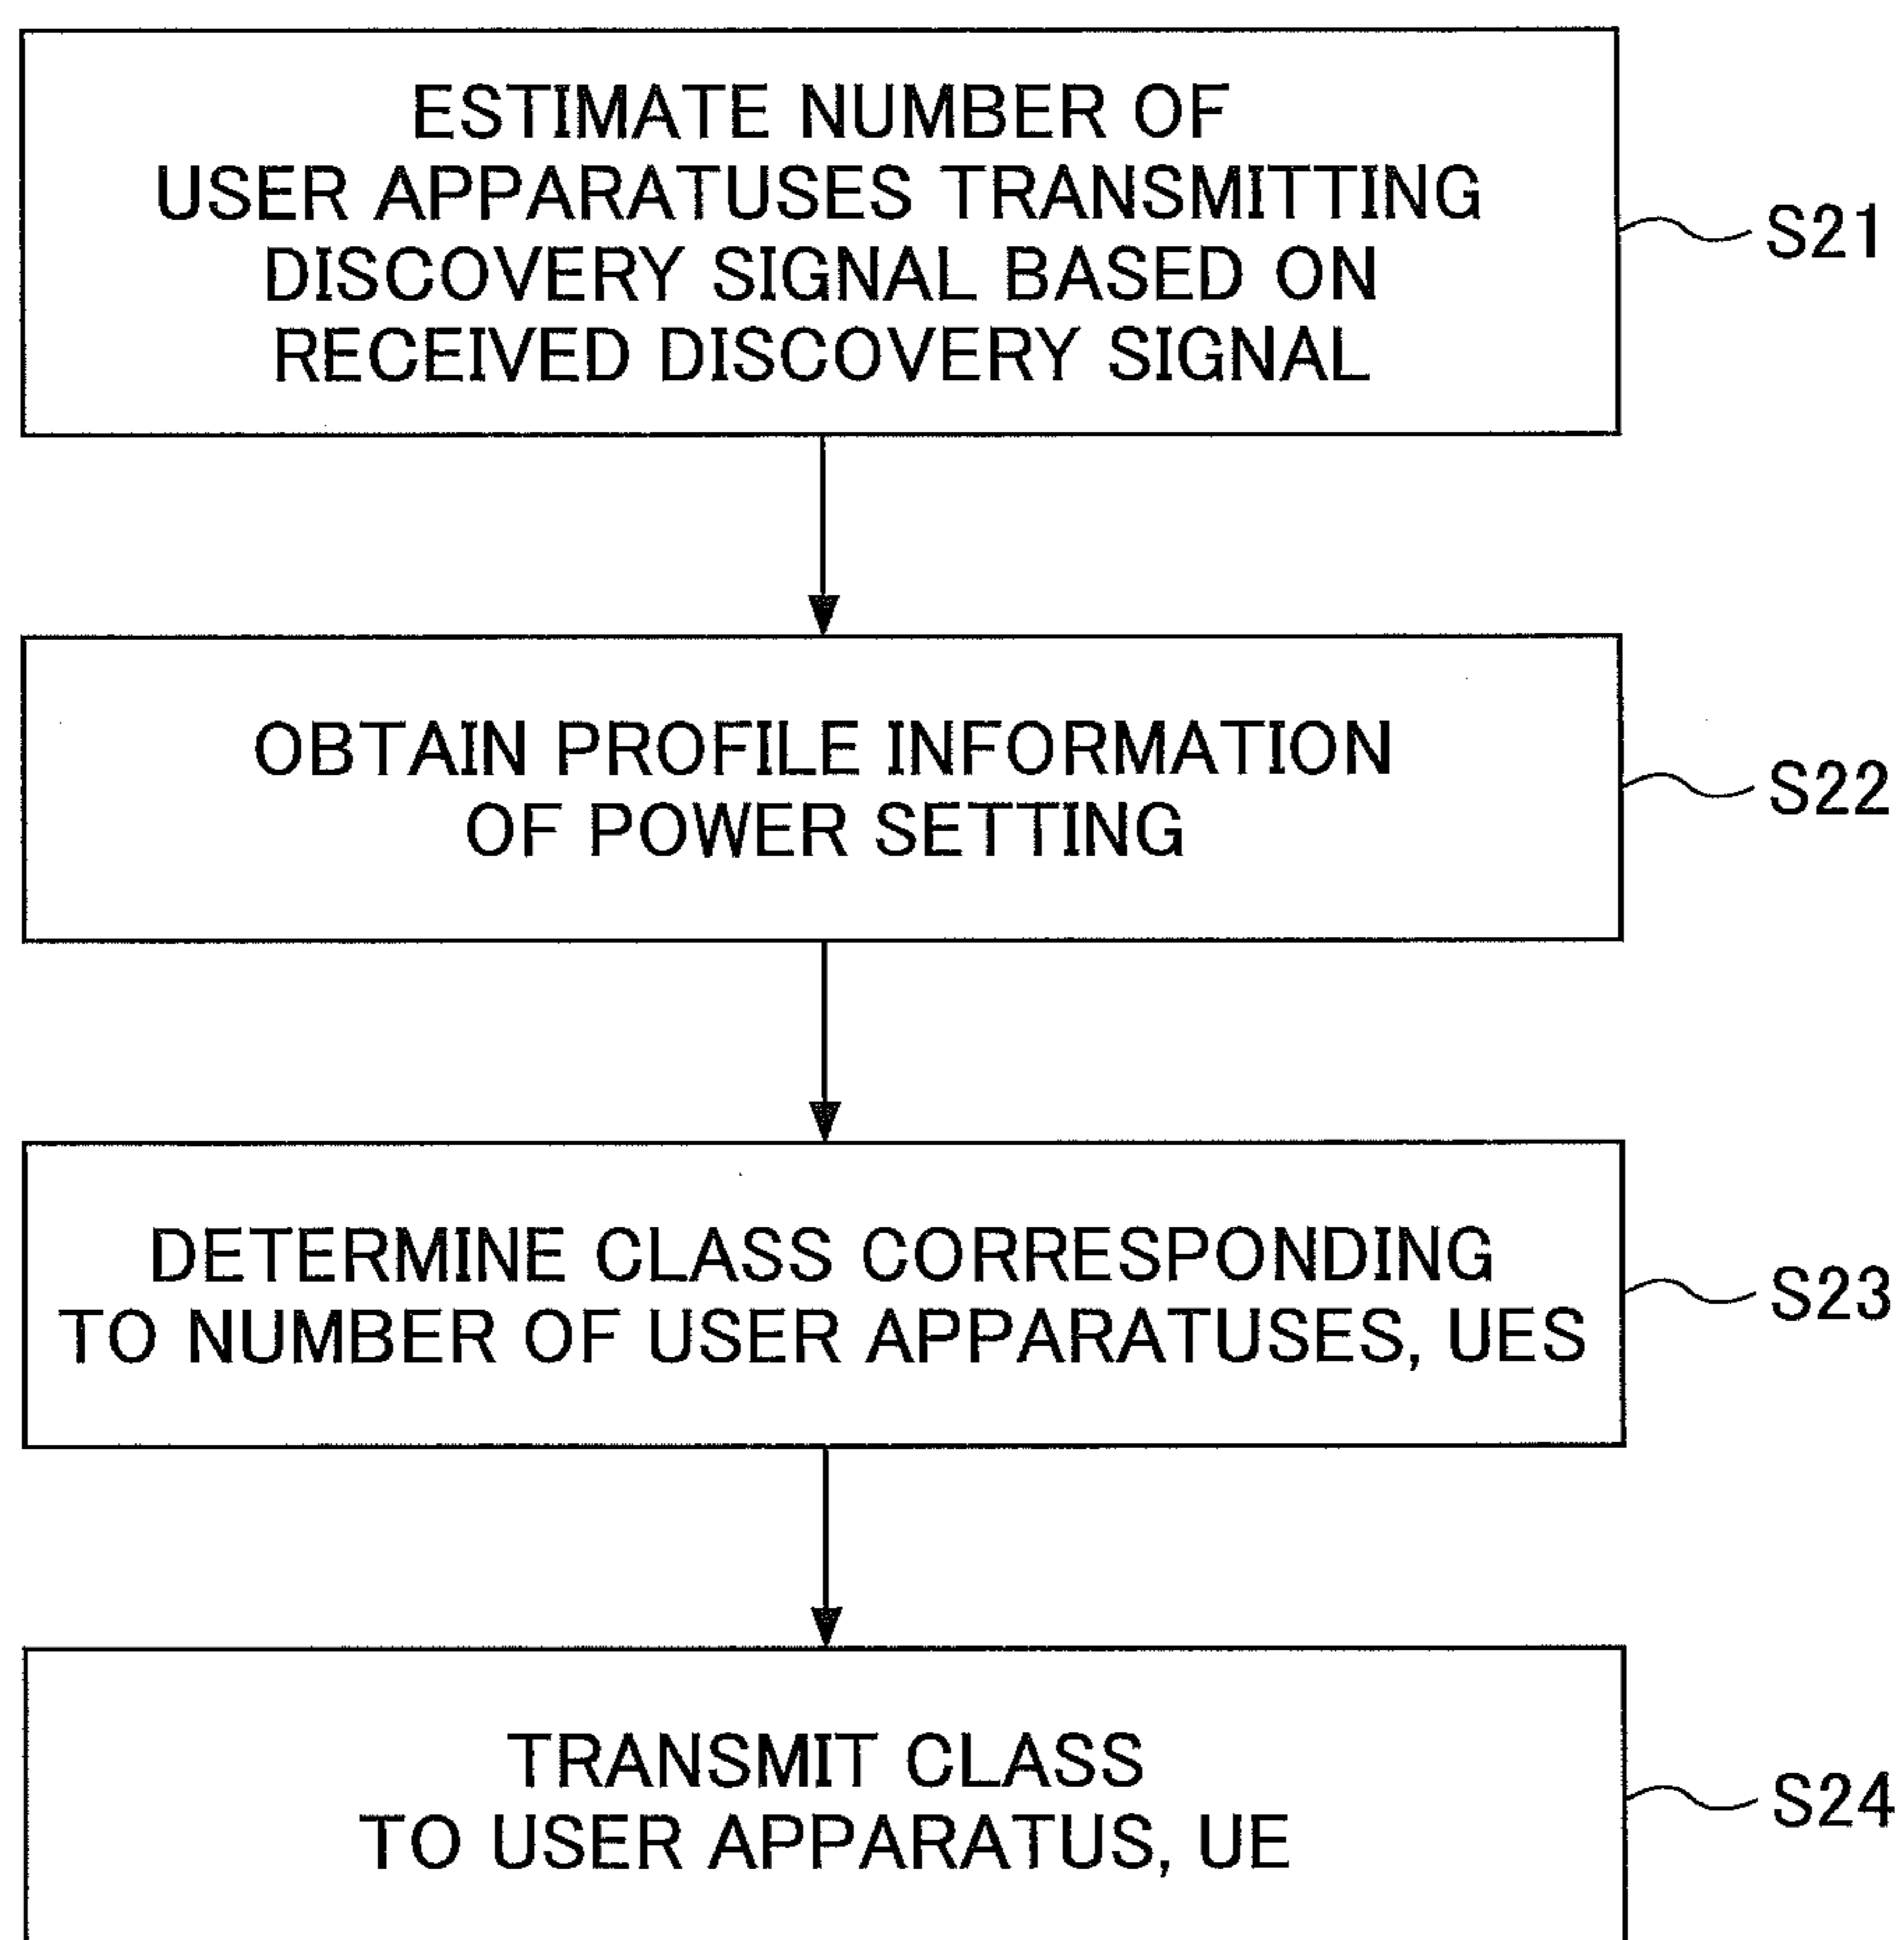 ESTIMATE NUMBER OF
USER APPARATUSES TRANSMITTING
DISCOVERY SIGNAL BASED ON
RECEIVED DISCOVERY SIGNAL
S21
OBTAIN PROFILE INFORMATION
OF POWER SETTING
S22
DETERMINE CLASS CORRESPONDING
TO NUMBER OF USER APPARATUSES, UES
S23
TRANSMIT CLASS
TO USER APPARATUS, UE
S24